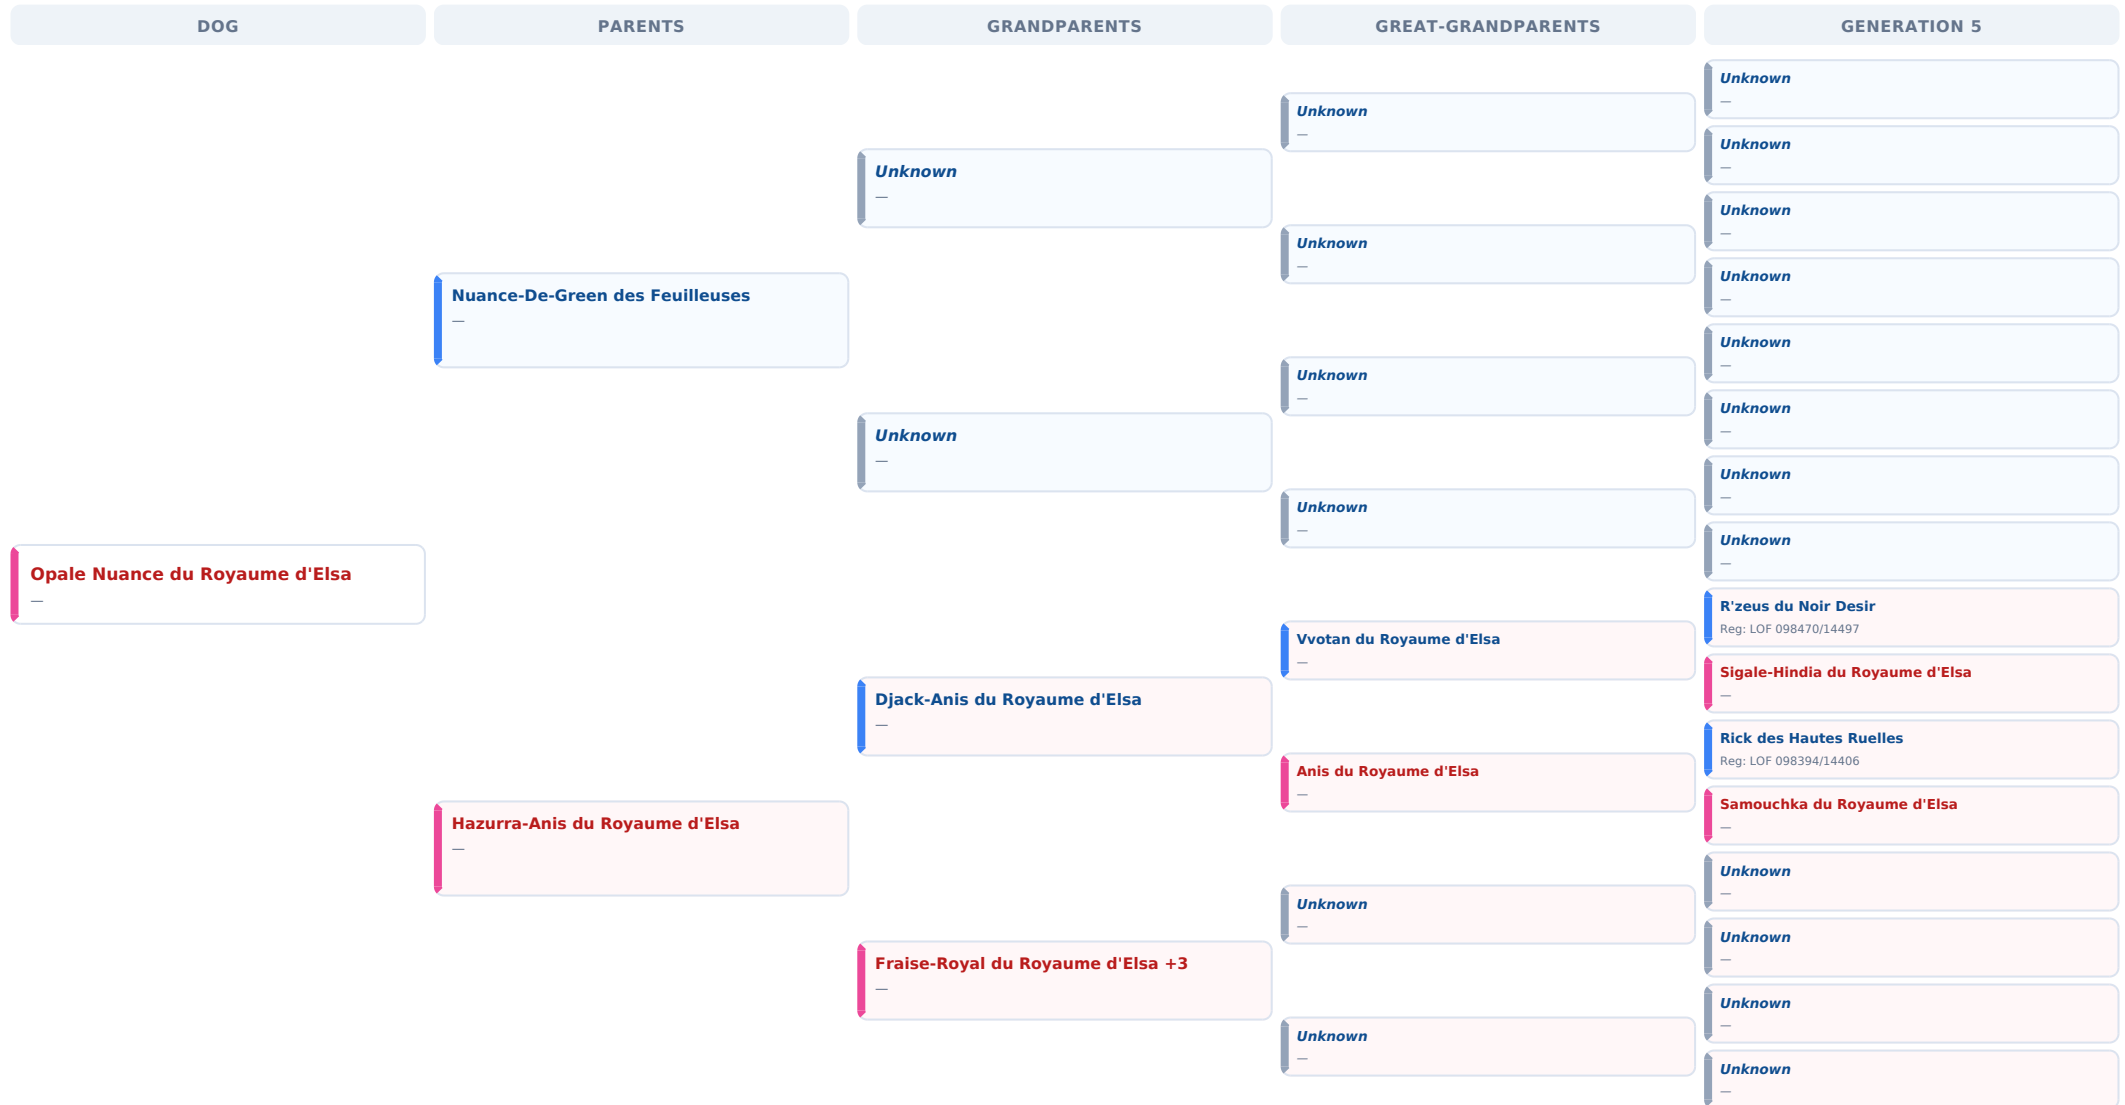 DOG
PARENTS
GRANDPARENTS
GREAT-GRANDPARENTS
GENERATION 5
Opale Nuance du Royaume d'Elsa
—
Nuance-De-Green des Feuilleuses
—
Hazurra-Anis du Royaume d'Elsa
—
Unknown
—
Unknown
—
Djack-Anis du Royaume d'Elsa
—
Fraise-Royal du Royaume d'Elsa +3
—
Unknown
—
Unknown
—
Unknown
—
Unknown
—
Vvotan du Royaume d'Elsa
—
Anis du Royaume d'Elsa
—
Unknown
—
Unknown
—
Unknown
—
Unknown
—
Unknown
—
Unknown
—
Unknown
—
Unknown
—
Unknown
—
Unknown
—
R'zeus du Noir Desir
Reg: LOF 098470/14497
Sigale-Hindia du Royaume d'Elsa
—
Rick des Hautes Ruelles
Reg: LOF 098394/14406
Samouchka du Royaume d'Elsa
—
Unknown
—
Unknown
—
Unknown
—
Unknown
—